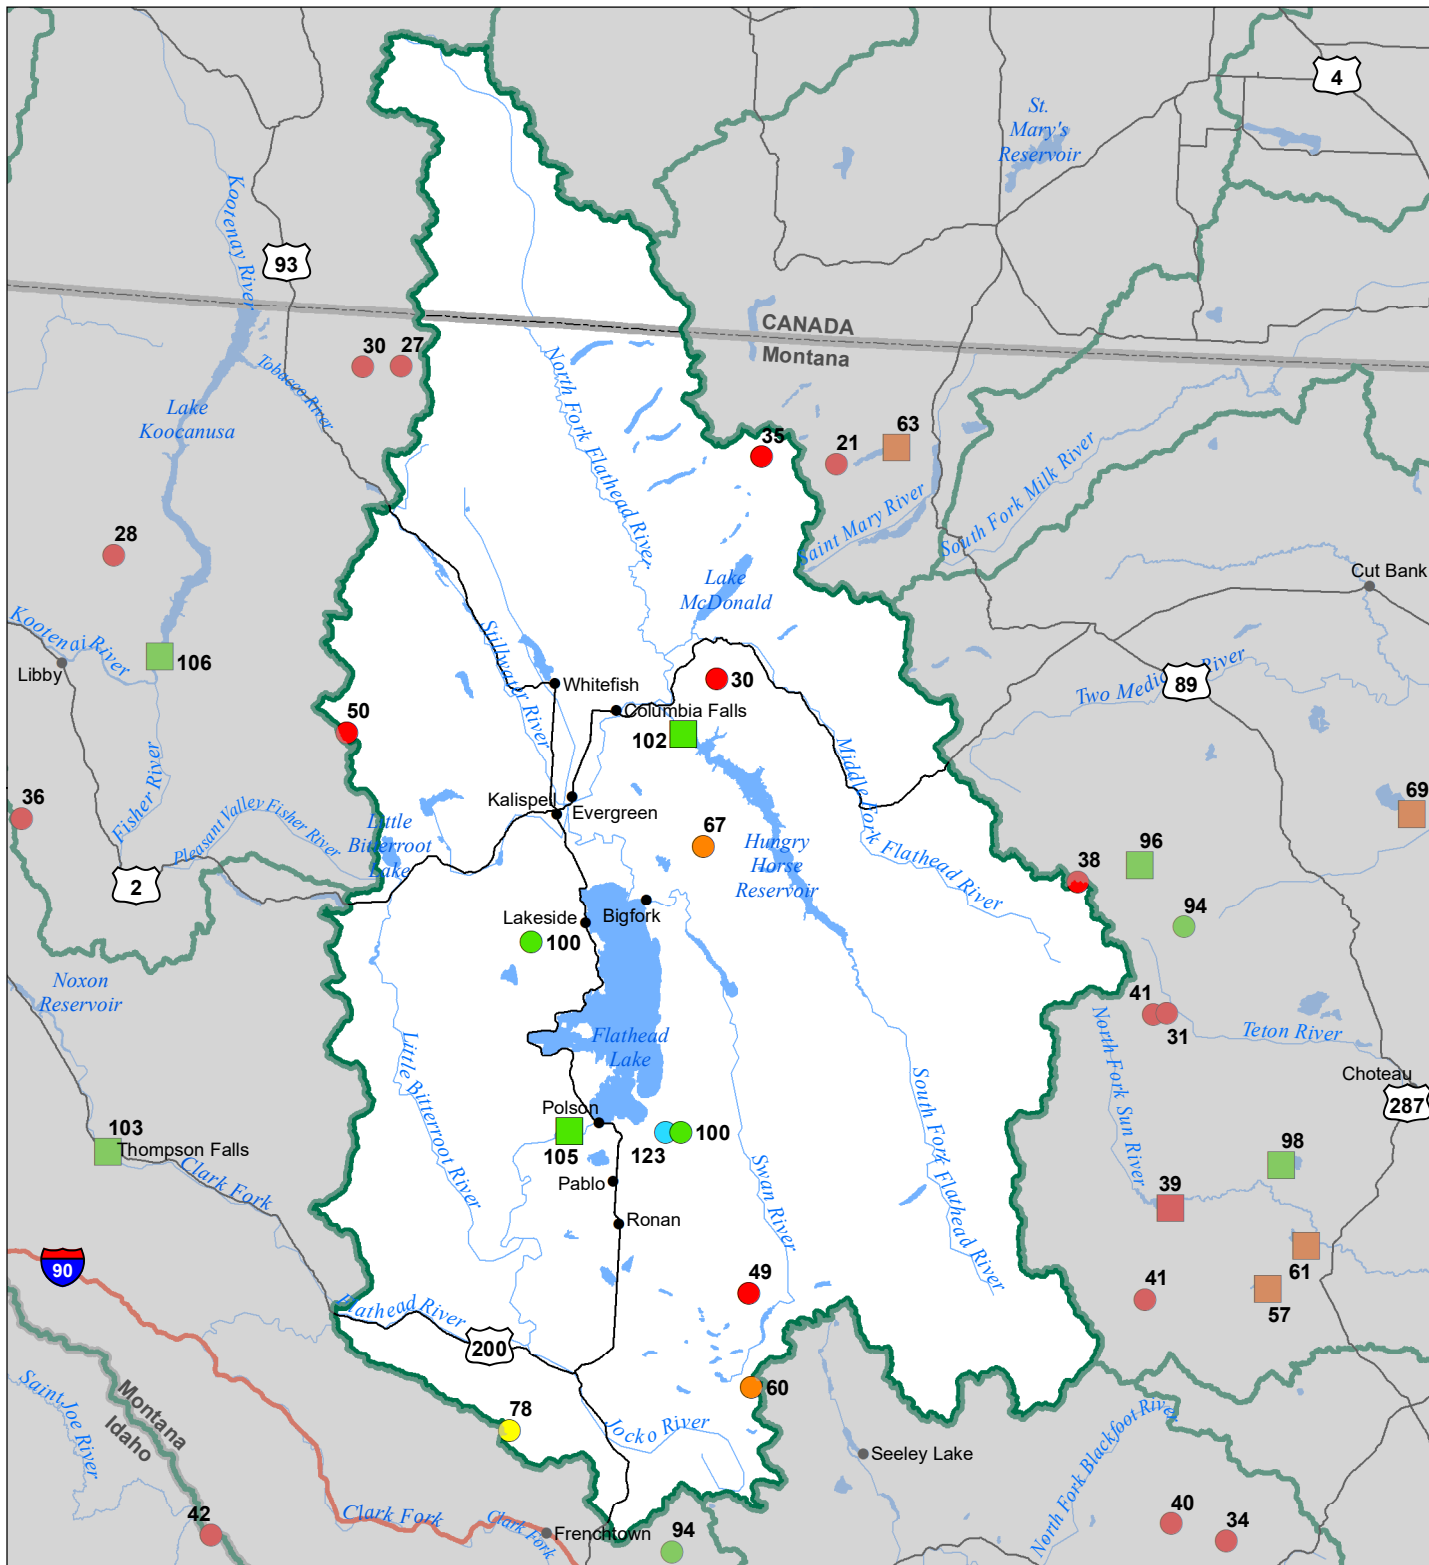 4
St.
Mary's
Reservoir
Kootenay River
93
CANADA
Montana
30
27
Tobacco River
North Fork Flathead River
Lake
Koocanusa
35
21
63
South Fork Milk River
Saint Mary River
28
Cut Bank
Lake
McDonald
Kootenai River
106
Libby
Stillwater River
Whitefish
30
Two Medic River
89
50
Columbia Falls
102
Middle Fork Flathead River
Fisher River
36
Kalispell
Evergreen
69
Pleasant Valley Fisher River
Little
Bitterroot
Lake
67
Hungry
Horse
Reservoir
96
38
2
Lakeside
Bigfork
100
94
Noxon
Reservoir
41
31
North Fork Sun River
Teton River
Flathead
Lake
Little Bitterroot River
South Fork Flathead River
Choteau
287
Polson
105
123
100
103
Thompson Falls
Clark Fork
98
Swan River
Pablo
39
Ronan
90
61
49
41
57
Flathead River
200
60
Montana
Idaho
Saint Joe River
78
Jocko River
Seeley Lake
North Fork Blackfoot River
42
Clark Fork
Clark Fork
Frenchtown
94
40
34